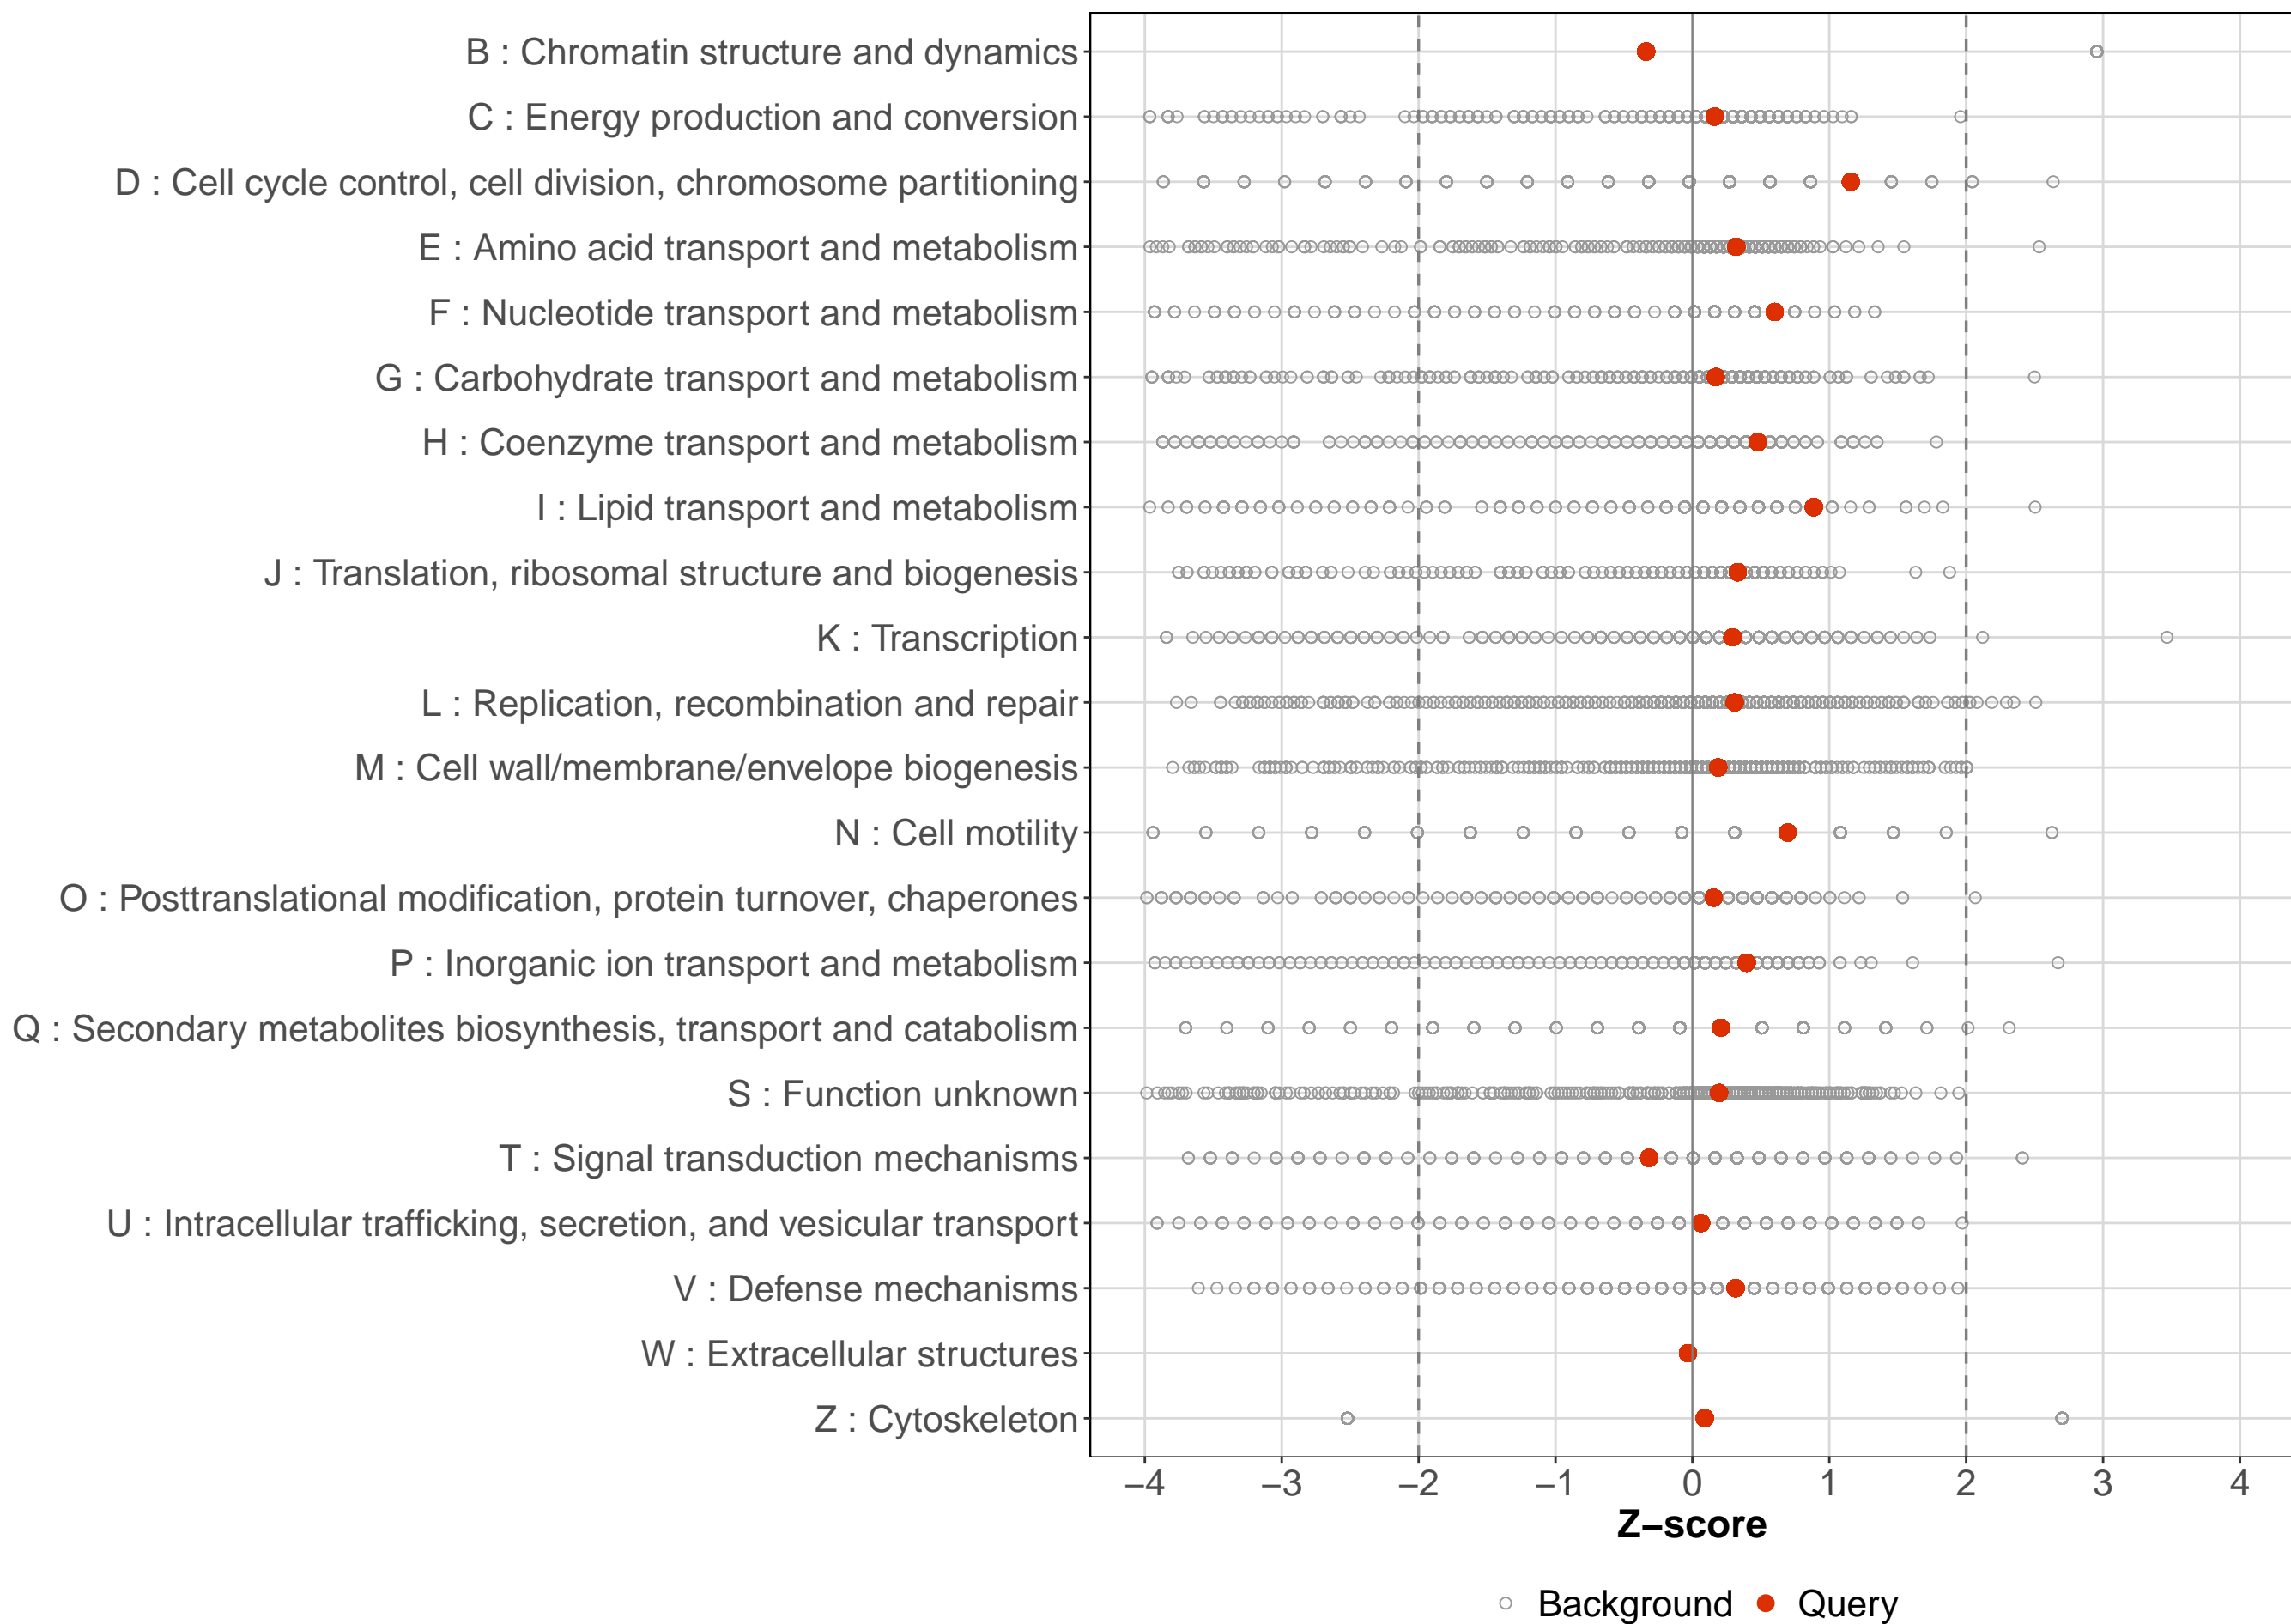 B : Chromatin structure and dynamics
C : Energy production and conversion
D : Cell cycle control, cell division, chromosome partitioning
E : Amino acid transport and metabolism
F : Nucleotide transport and metabolism
G : Carbohydrate transport and metabolism
H : Coenzyme transport and metabolism
I : Lipid transport and metabolism
J : Translation, ribosomal structure and biogenesis
K : Transcription
L : Replication, recombination and repair
M : Cell wall/membrane/envelope biogenesis
N : Cell motility
O : Posttranslational modification, protein turnover, chaperones
P : Inorganic ion transport and metabolism
Q : Secondary metabolites biosynthesis, transport and catabolism
S : Function unknown
T : Signal transduction mechanisms
U : Intracellular trafficking, secretion, and vesicular transport
V : Defense mechanisms
W : Extracellular structures
Z : Cytoskeleton
−4 −3 −2 −1 0 1 2 3 4
Z−score
Background Query